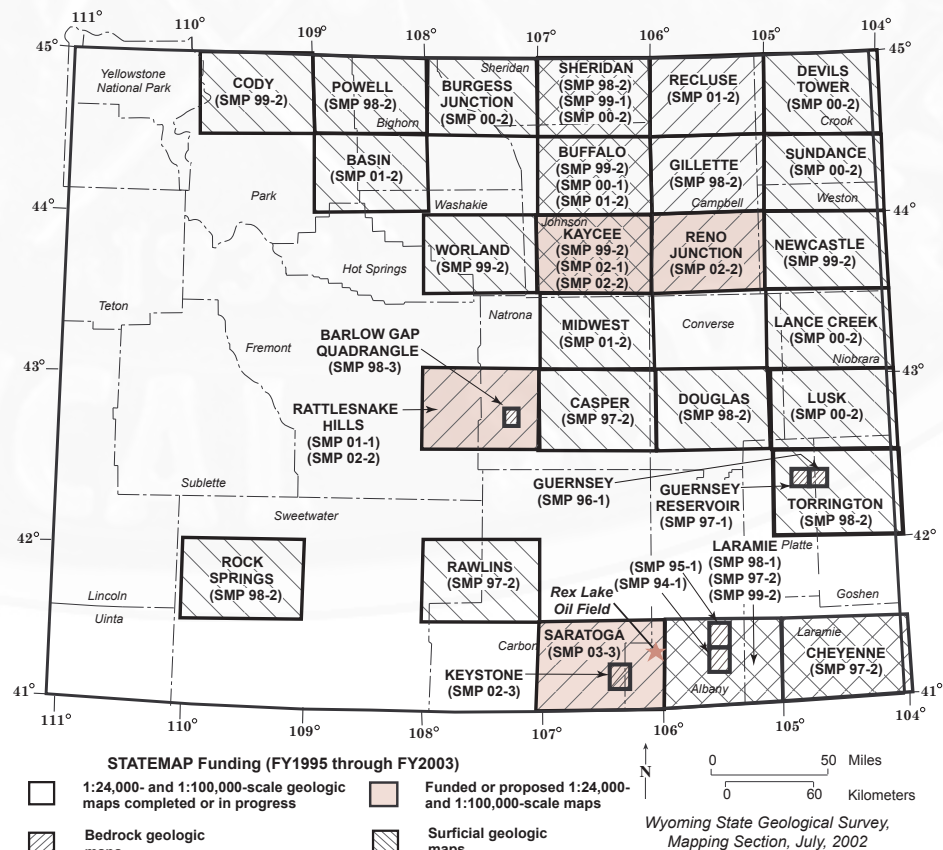 111°
110°
109°
108°
107°
106°
105°
104°
45°
45°
Yellowstone
National Park
CODY
(SMP 99-2)
POWELL
(SMP 98-2)
Bighorn
Sheridan
BURGESS
JUNCTION
(SMP 00-2)
SHERIDAN
(SMP 98-2)
(SMP 99-1)
(SMP 00-2)
RECLUSE
(SMP 01-2)
DEVILS
TOWER
(SMP 00-2)
Crook
BASIN
(SMP 01-2)
BUFFALO
(SMP 99-2)
(SMP 00-1)
(SMP 01-2)
GILLETTE
(SMP 98-2)
Campbell
SUNDANCE
(SMP 00-2)
Weston
Park
Washakie
44°
44°
Johnson
WORLAND
(SMP 99-2)
KAYCEE
(SMP 99-2)
(SMP 02-1)
(SMP 02-2)
RENO
JUNCTION
(SMP 02-2)
NEWCASTLE
(SMP 99-2)
Hot Springs
Teton
Natrona
Fremont
BARLOW GAP
QUADRANGLE
(SMP 98-3)
MIDWEST
(SMP 01-2)
Converse
LANCE CREEK
(SMP 00-2)
Niobrara
43°
43°
RATTLESNAKE
HILLS
(SMP 01-1)
(SMP 02-2)
CASPER
(SMP 97-2)
DOUGLAS
(SMP 98-2)
LUSK
(SMP 00-2)
Sublette
Sweetwater
GUERNSEY
(SMP 96-1)
GUERNSEY
RESERVOIR
(SMP 97-1)
TORRINGTON
(SMP 98-2)
42°
42°
ROCK
SPRINGS
(SMP 98-2)
RAWLINS
(SMP 97-2)
LARAMIE
(SMP 98-1)
(SMP 97-2)
(SMP 99-2)
Platte
(SMP 95-1)
(SMP 94-1)
Rex Lake
Oil Field
Goshen
Lincoln
Uinta
Carbon
SARATOGA
(SMP 03-3)
KEYSTONE
(SMP 02-3)
Albany
Laramie
CHEYENNE
(SMP 97-2)
41°
41°
111°
110°
109°
108°
107°
106°
105°
104°
STATEMAP Funding (FY1995 through FY2003)
1:24,000- and 1:100,000-scale geologic
maps completed or in progress
Funded or proposed 1:24,000-
and 1:100,000-scale maps
Bedrock geologic
Surficial geologic
N
0 50 Miles
0 60 Kilometers
Wyoming State Geological Survey,
Mapping Section, July, 2002